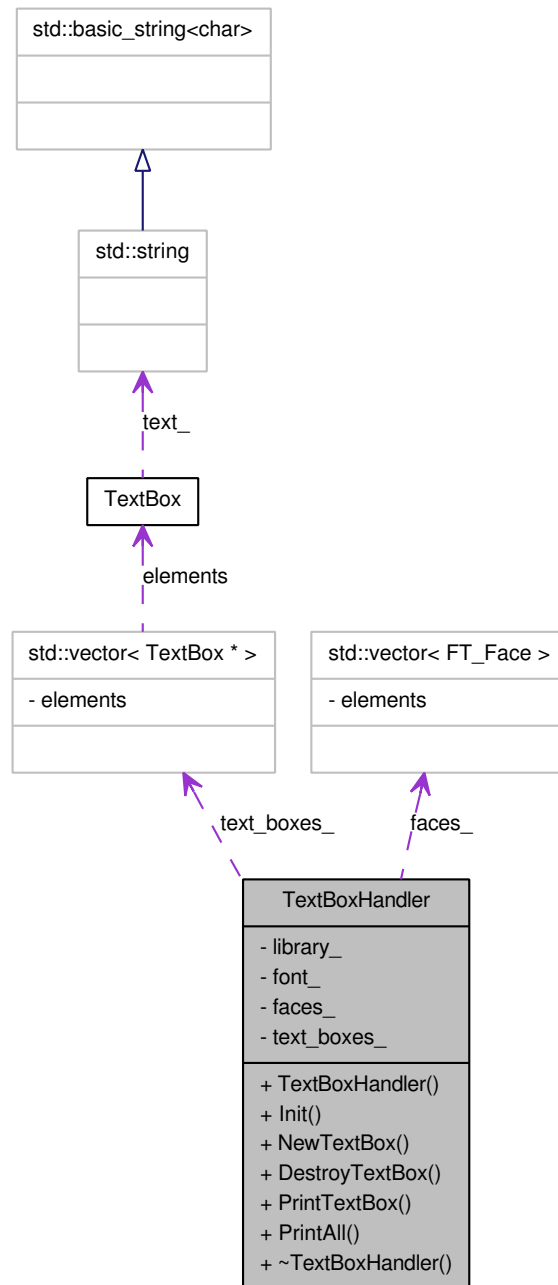 std::basic_string<char>
std::string
text_
TextBox
elements
std::vector< TextBox * >
- elements
std::vector< FT_Face >
- elements
text_boxes_
faces_
TextBoxHandler
- library_
- font_
- faces_
- text_boxes_
+ TextBoxHandler()
+ Init()
+ NewTextBox()
+ DestroyTextBox()
+ PrintTextBox()
+ PrintAll()
+ ~TextBoxHandler()